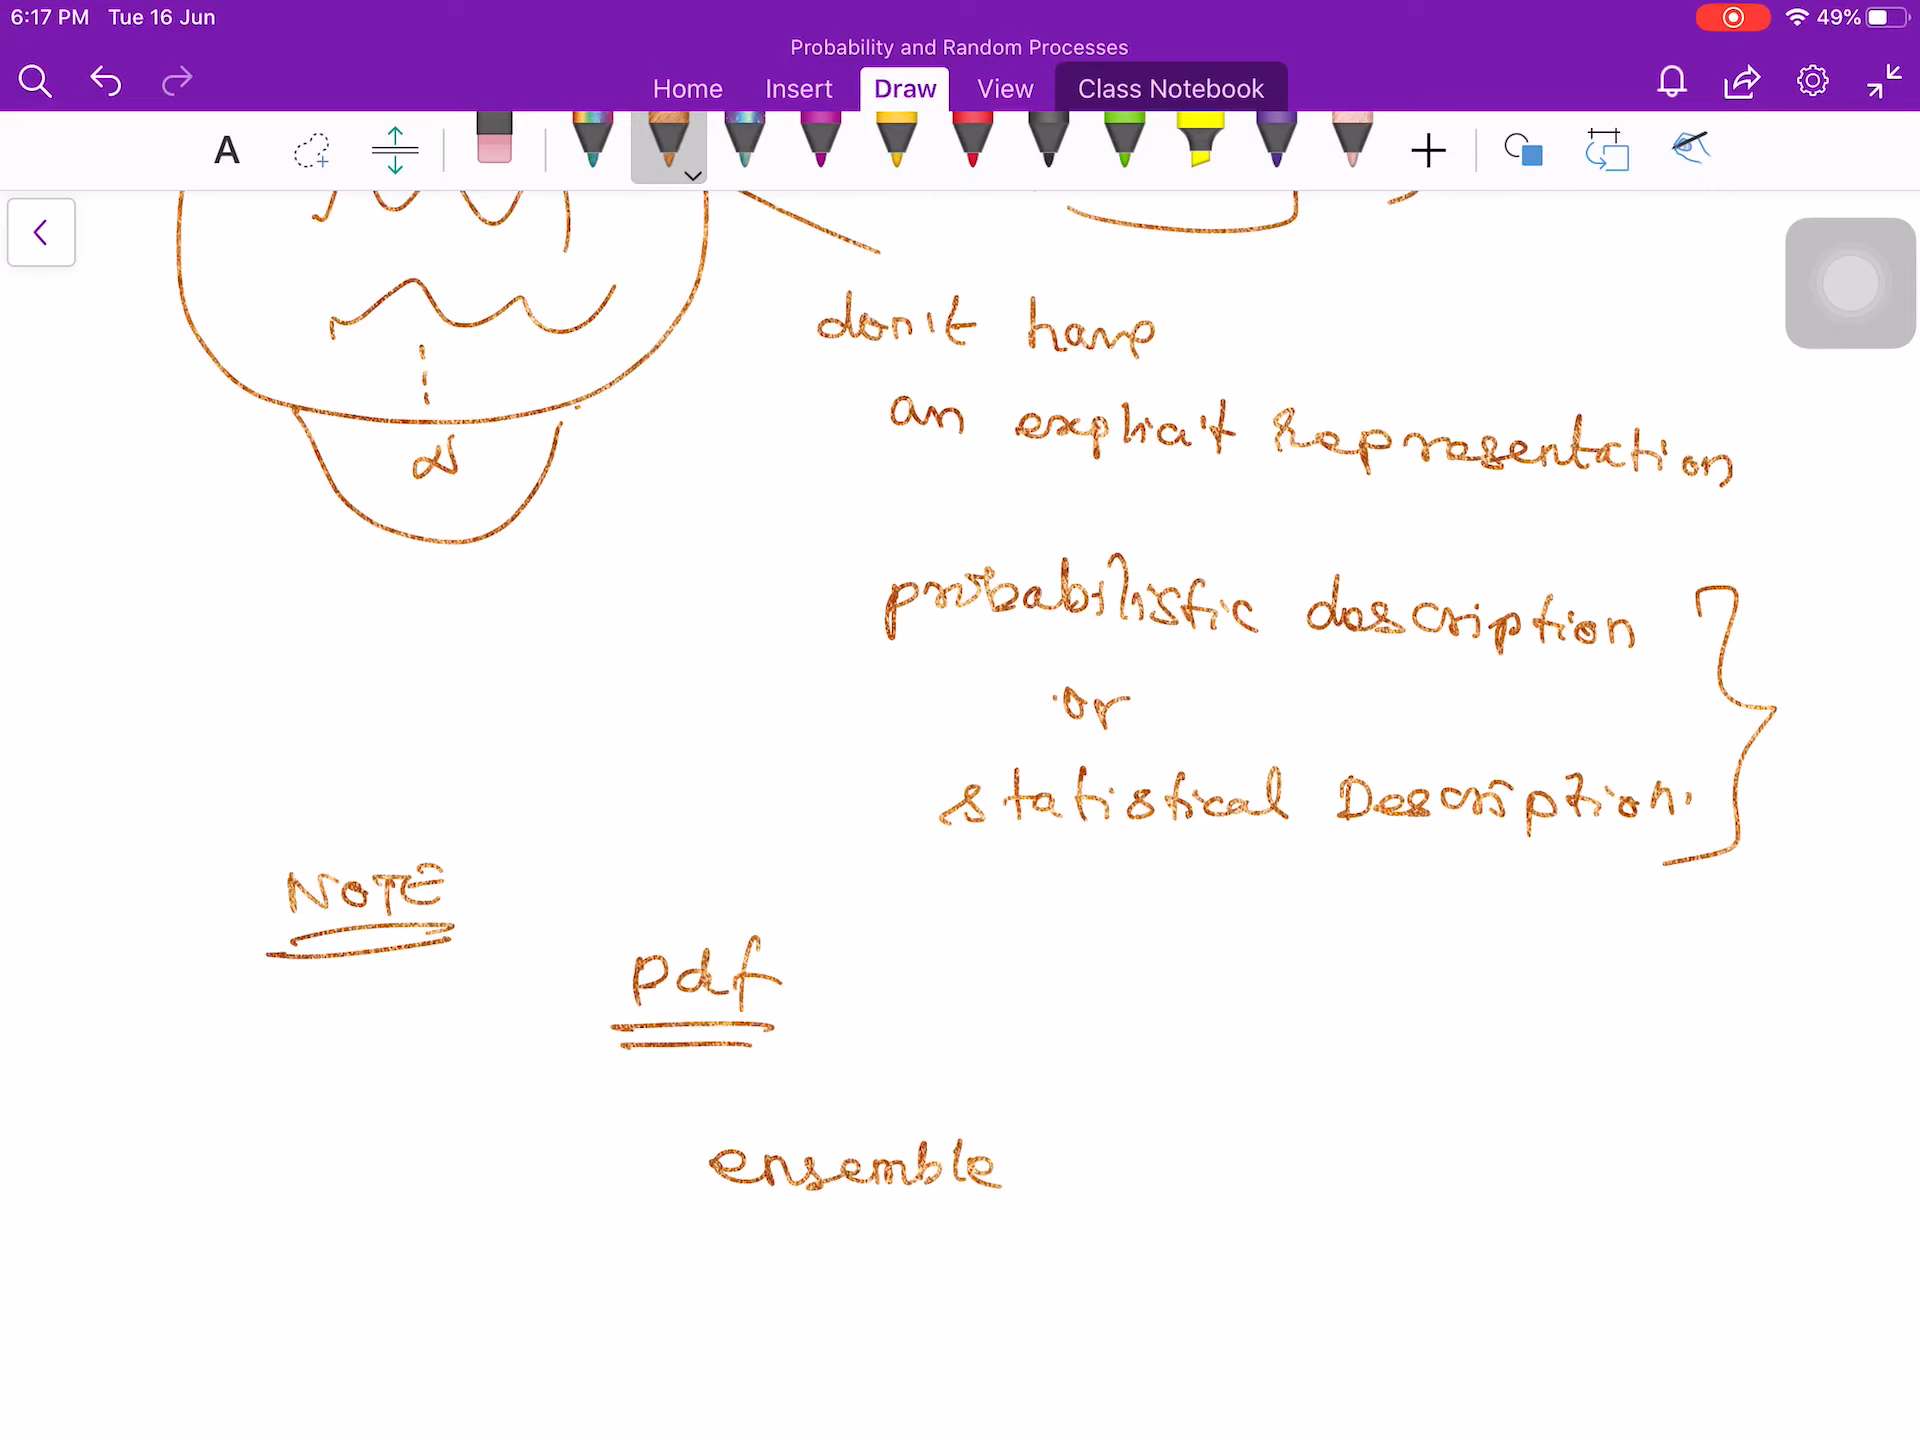 6:17 PM Tue 16 Jun
49%
Probability and Random Processes
Home Insert Draw View Class Notebook
A
don't have
an explicit Representation
α
probabilistic description
or
statistical Description.
NOTE
pdf
ensemble